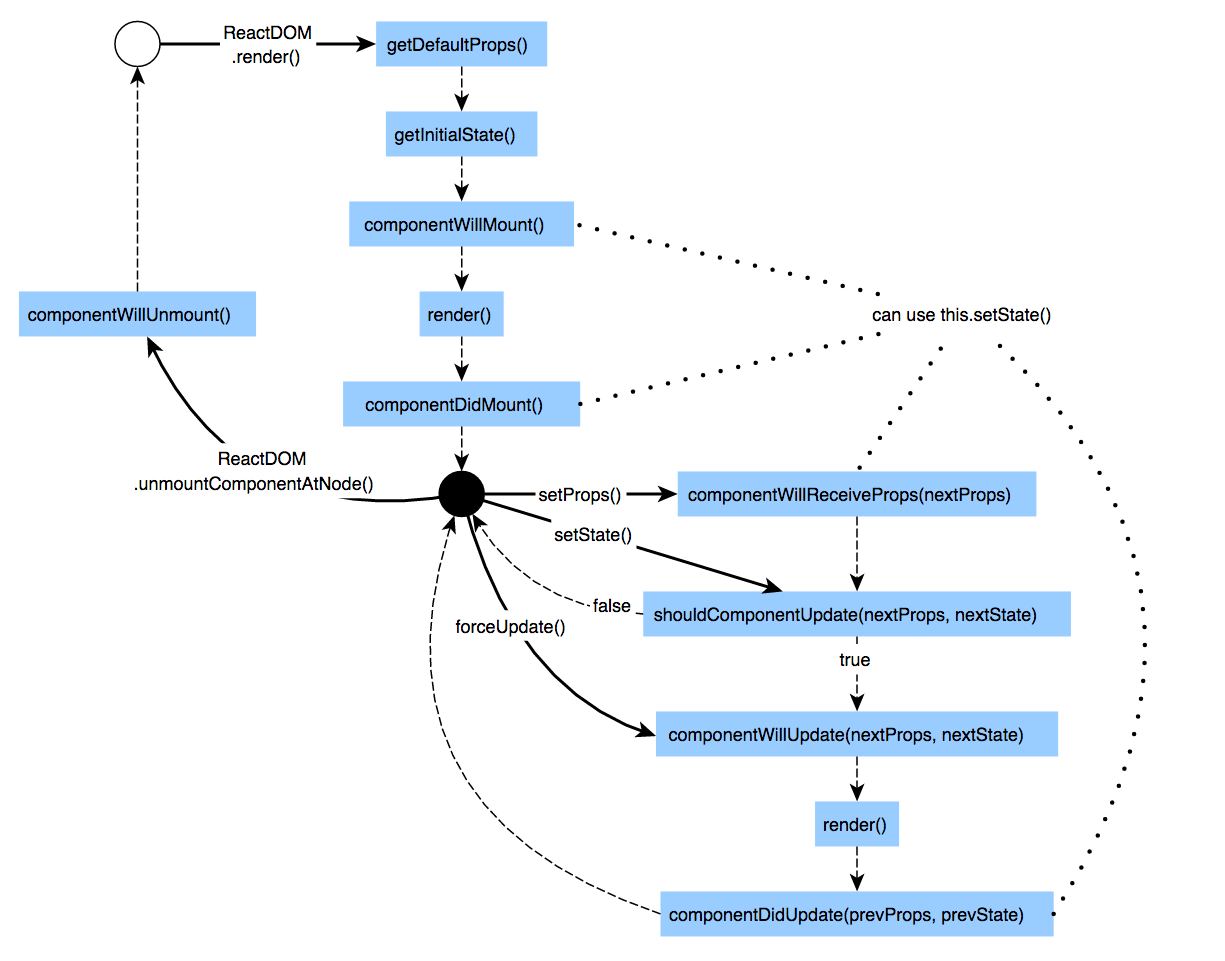 ReactDOM
.render()
getDefaultProps()
getInitialState()
componentWillMount()
componentWillUnmount()
render()
can use this.setState()
componentDidMount()
ReactDOM
.unmountComponentAtNode()
setProps()
componentWillReceiveProps(nextProps)
setState()
false
shouldComponentUpdate(nextProps, nextState)
forceUpdate()
true
componentWillUpdate(nextProps, nextState)
render()
componentDidUpdate(prevProps, prevState)